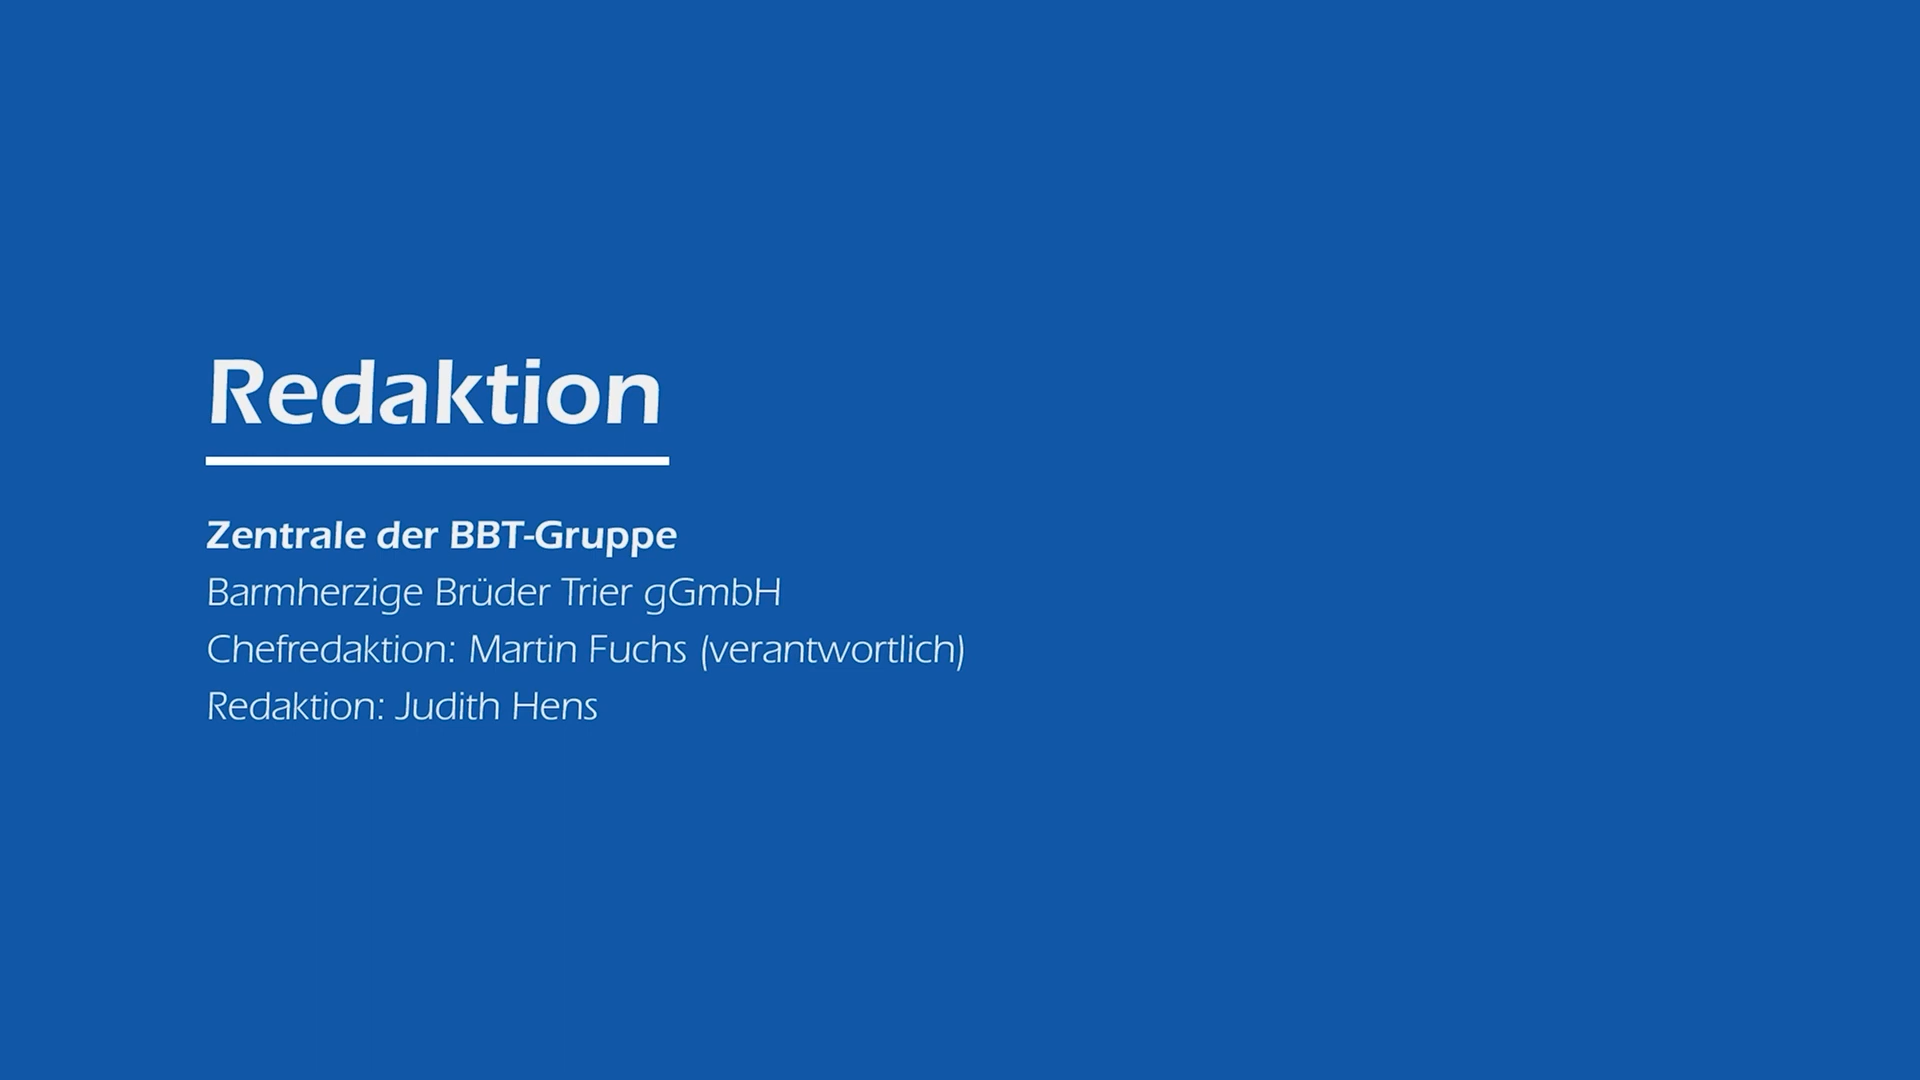 Redaktion
Zentrale der BBT-Gruppe
Barmherzige Brüder Trier gGmbH
Chefredaktion: Martin Fuchs (verantwortlich)
Redaktion: Judith Hens